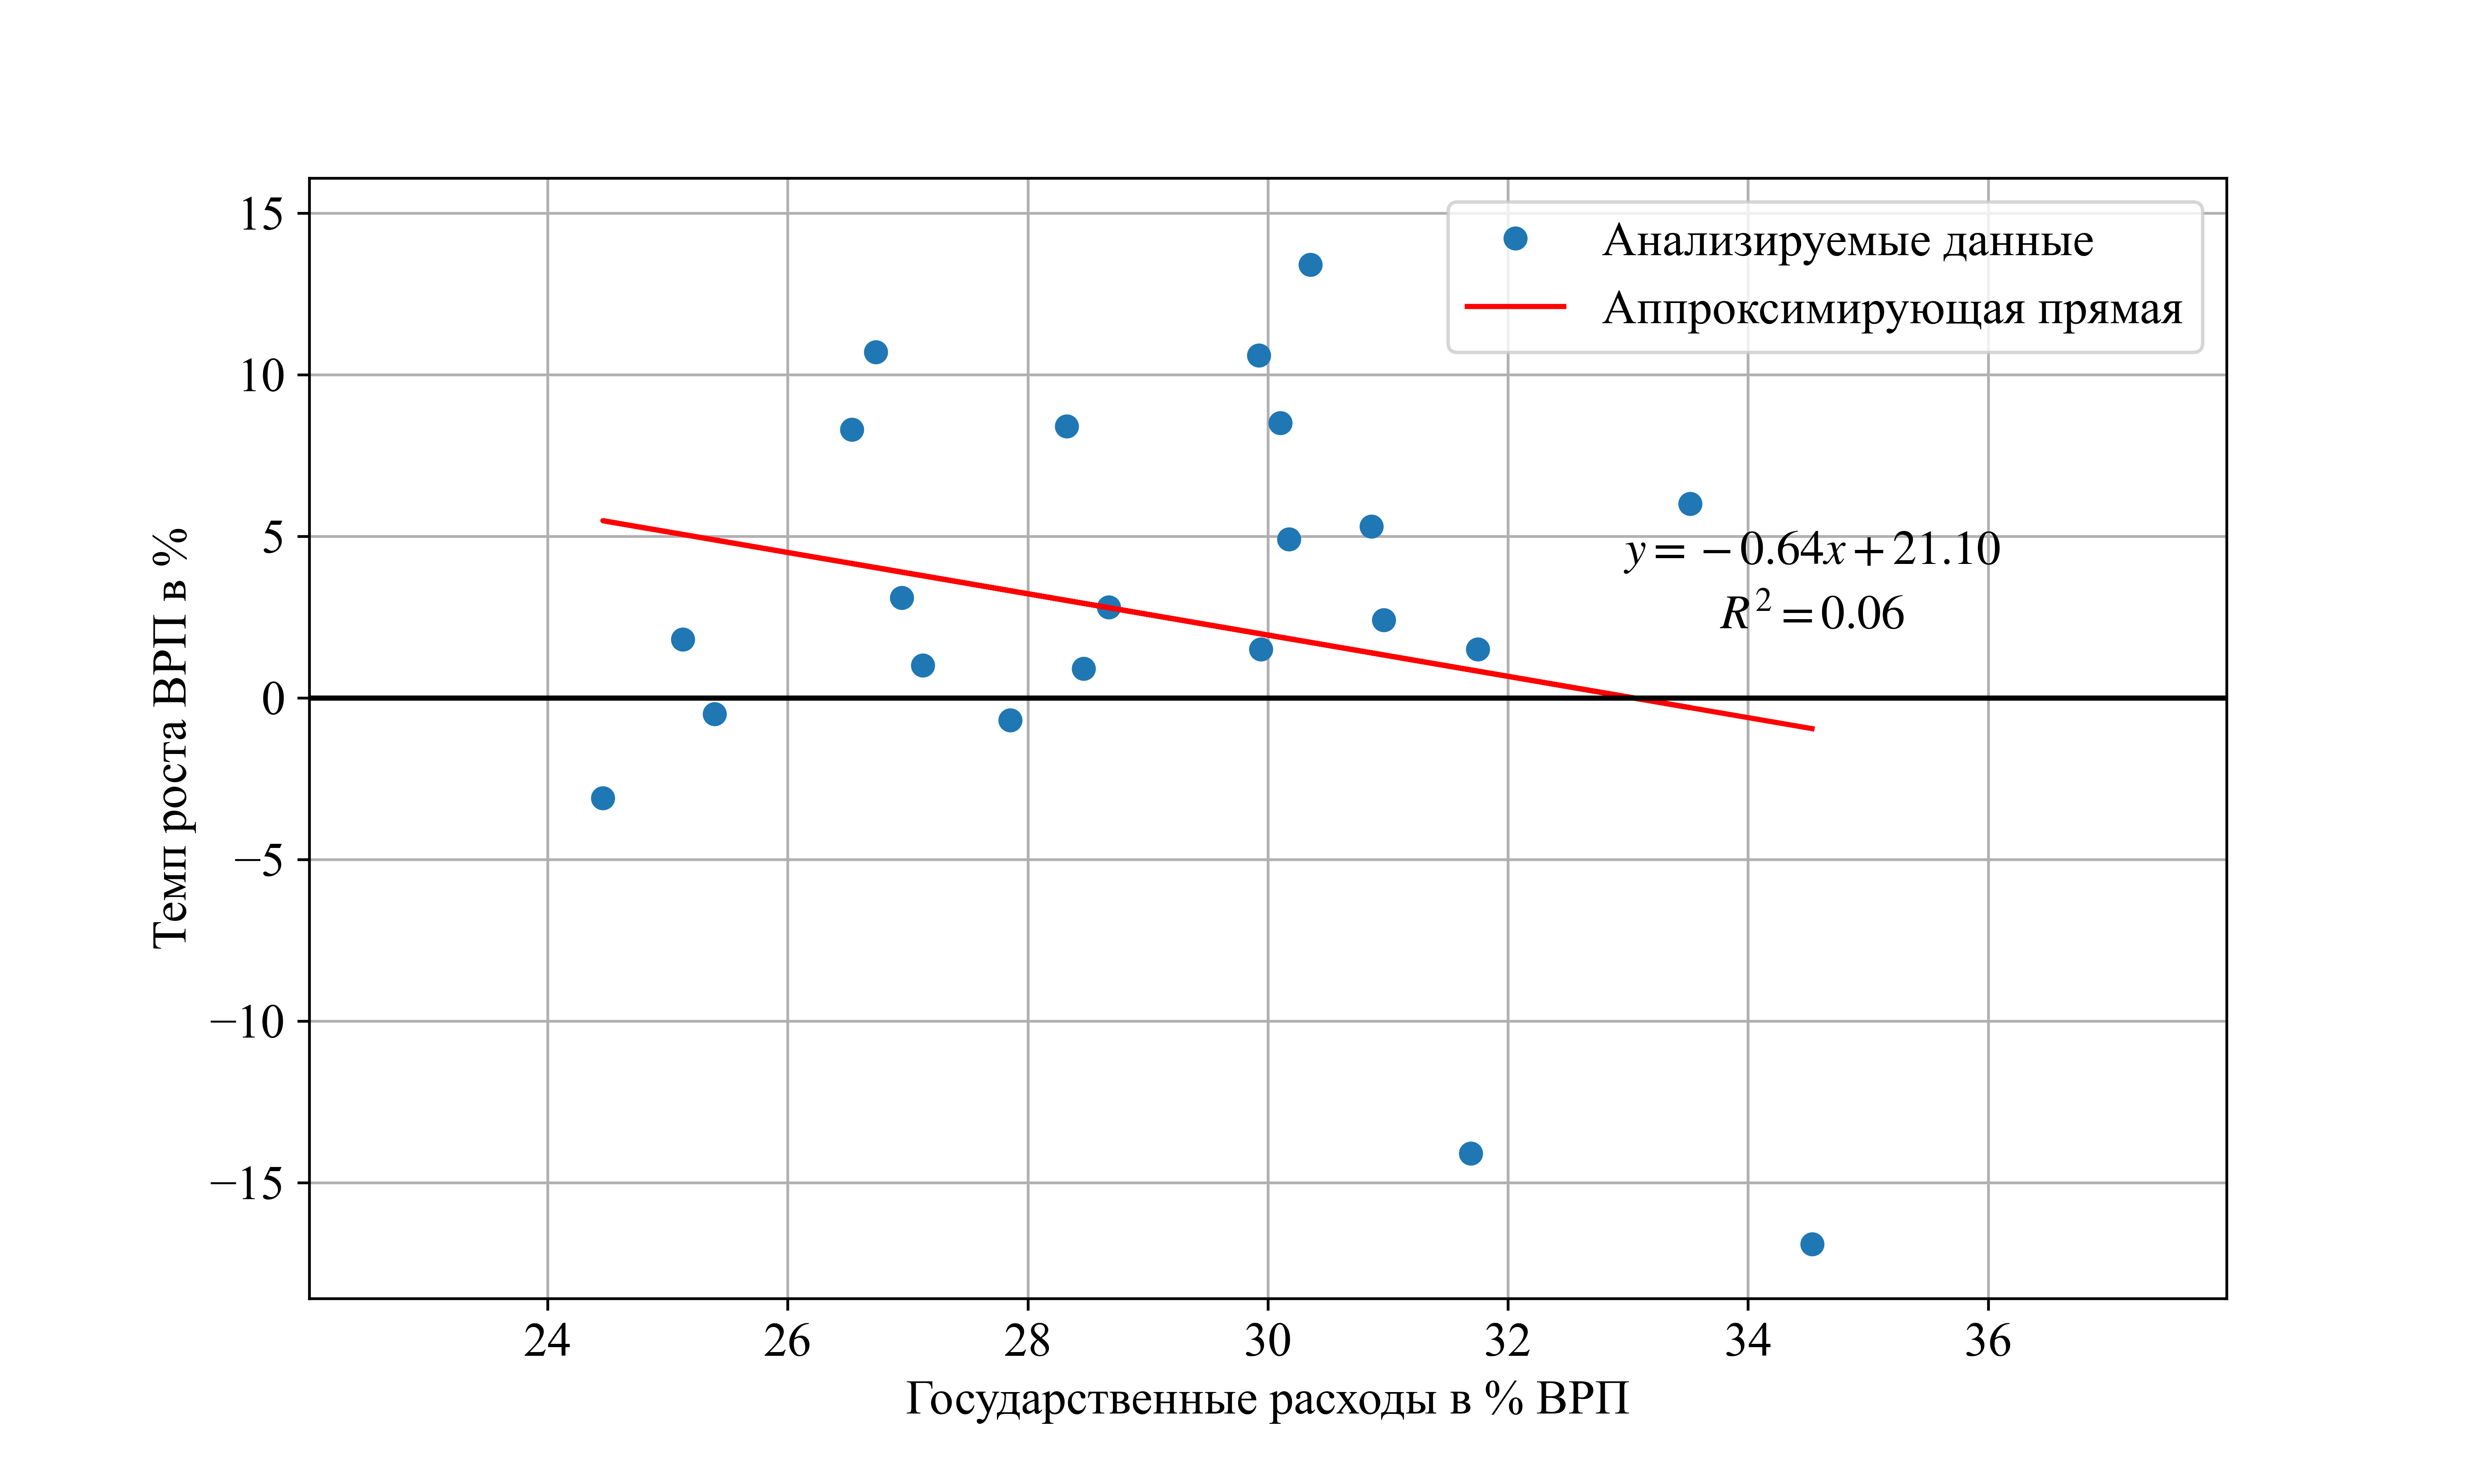 Анализируемые данные
Аппроксимирующая прямая
15
10
5
0
−5
−10
−15
Темп роста ВРП в %
y = −0.64x + 21.10
R² = 0.06
24 26 28 30 32 34 36
Государственные расходы в % ВРП